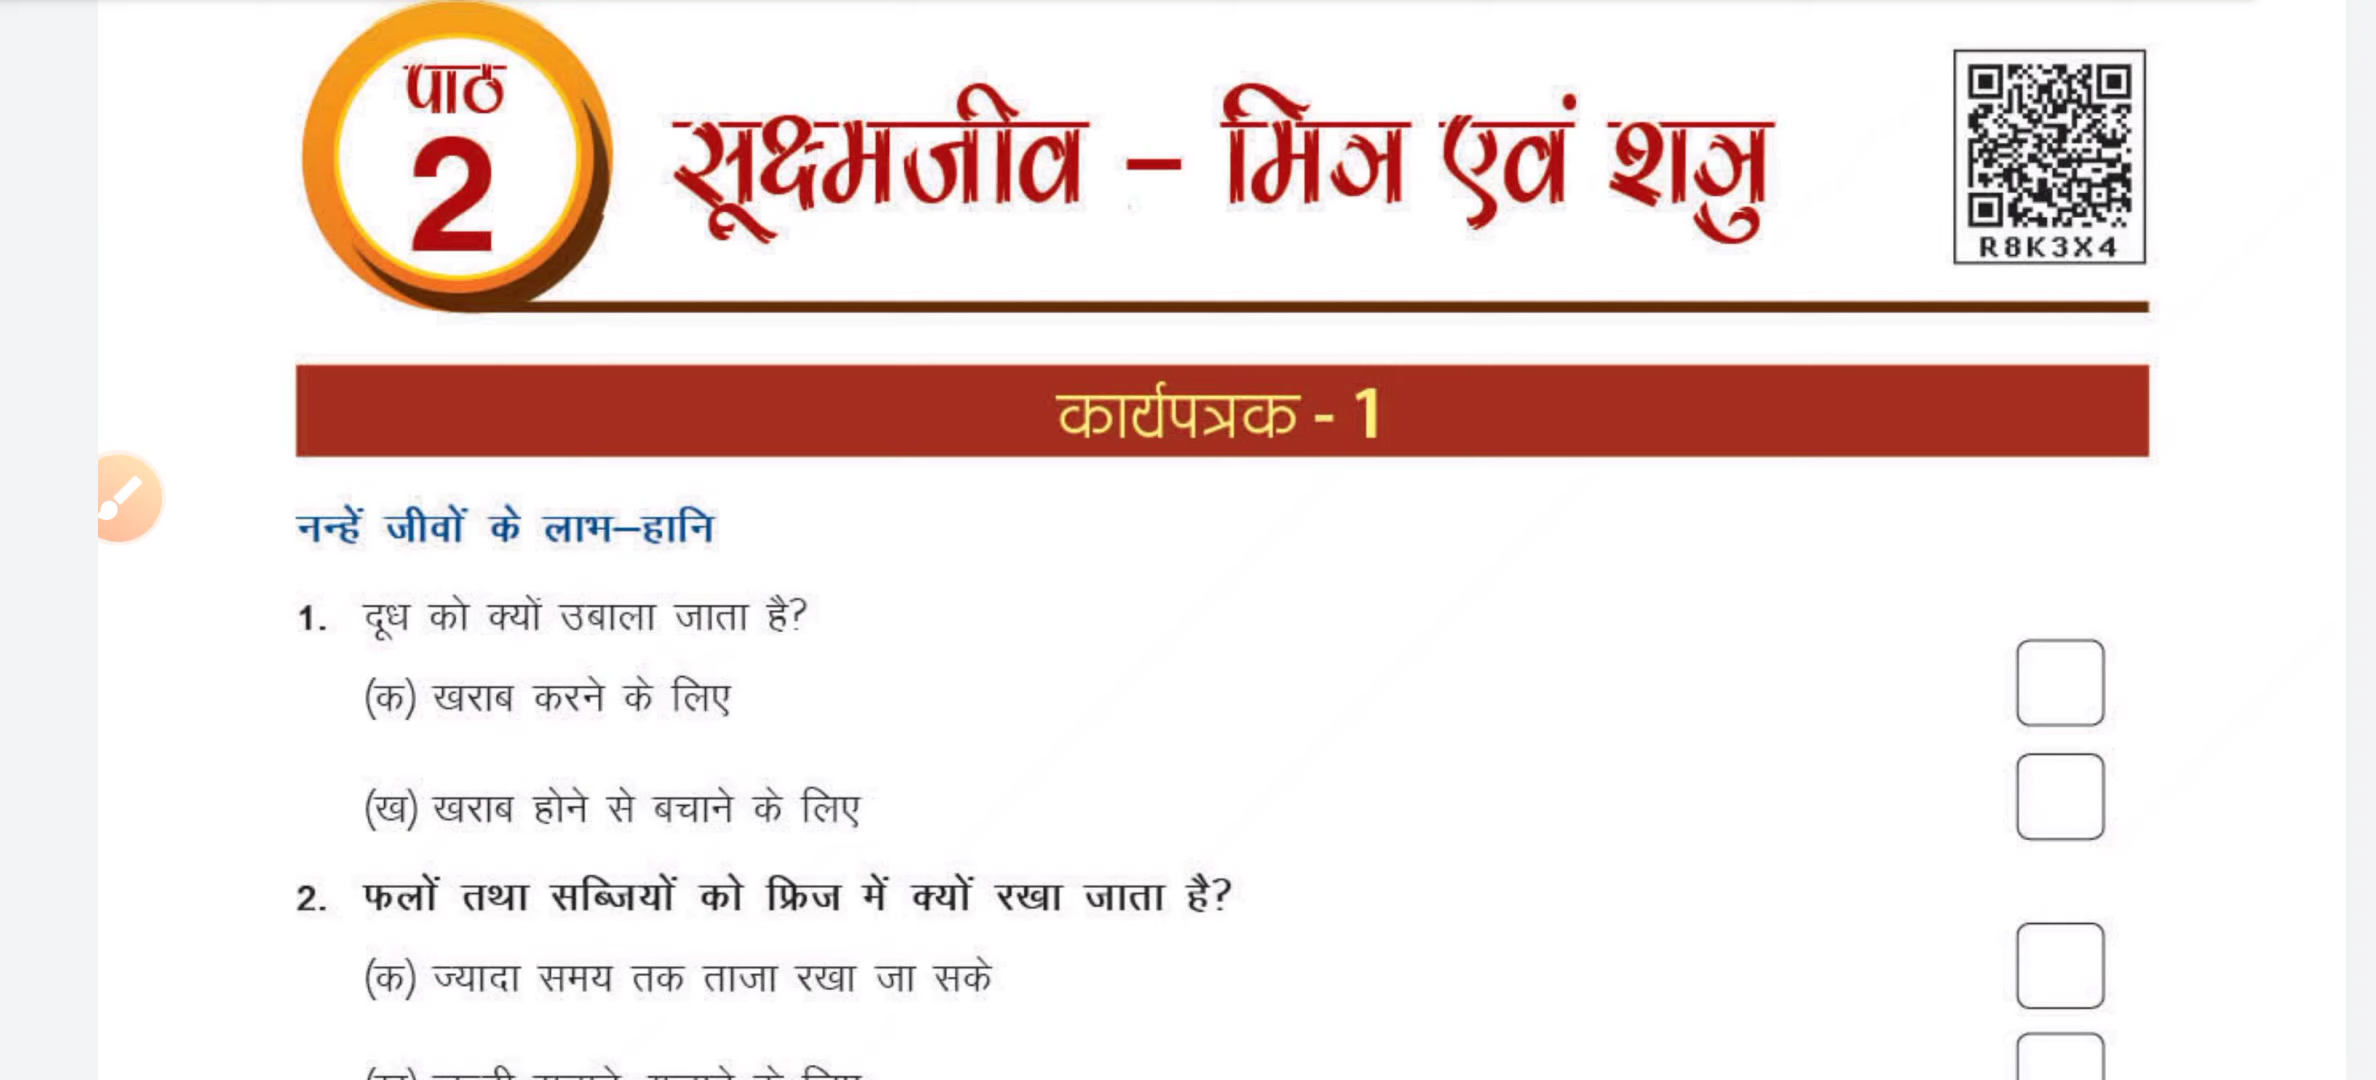 पाठ
2
सूक्ष्मजीव – मित्र एवं शत्रु
R8K3X4
कार्यपत्रक - 1
नन्हें जीवों के लाभ–हानि
1. दूध को क्यों उबाला जाता है?
(क) खराब करने के लिए
(ख) खराब होने से बचाने के लिए
2. फलों तथा सब्जियों को फ्रिज में क्यों रखा जाता है?
(क) ज्यादा समय तक ताजा रखा जा सके